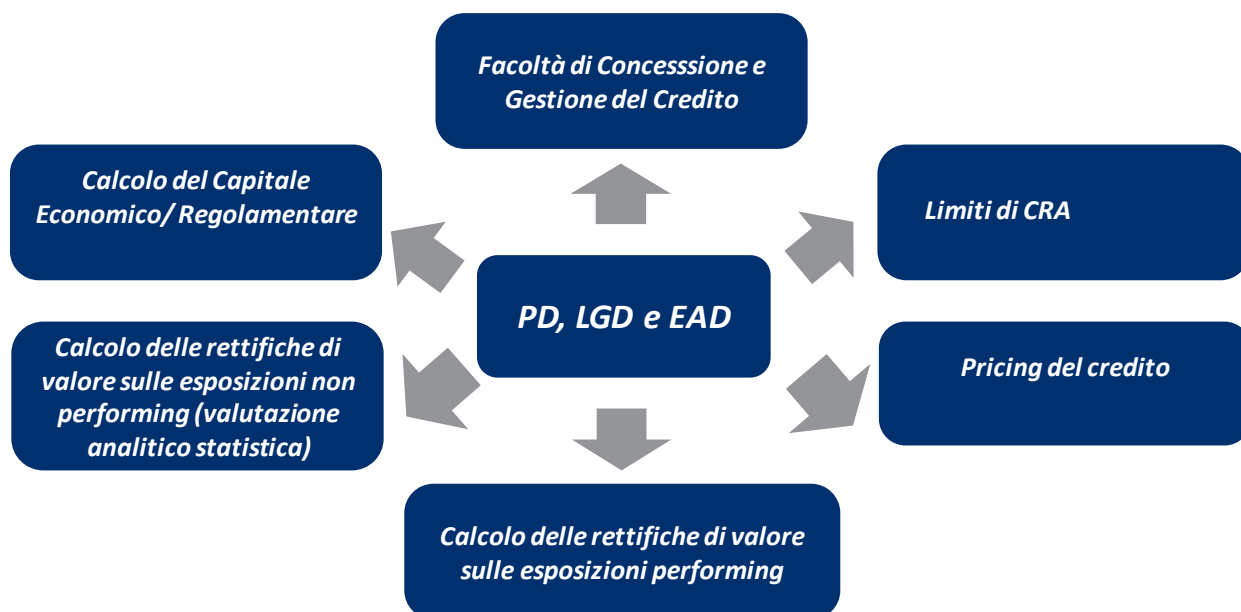 Facoltà di Concesssione e
Gestione del Credito
Calcolo del Capitale
Economico/ Regolamentare
Limiti di CRA
PD, LGD e EAD
Calcolo delle rettifiche di
valore sulle esposizioni non
performing (valutazione
analitico statistica)
Pricing del credito
Calcolo delle rettifiche di valore
sulle esposizioni performing